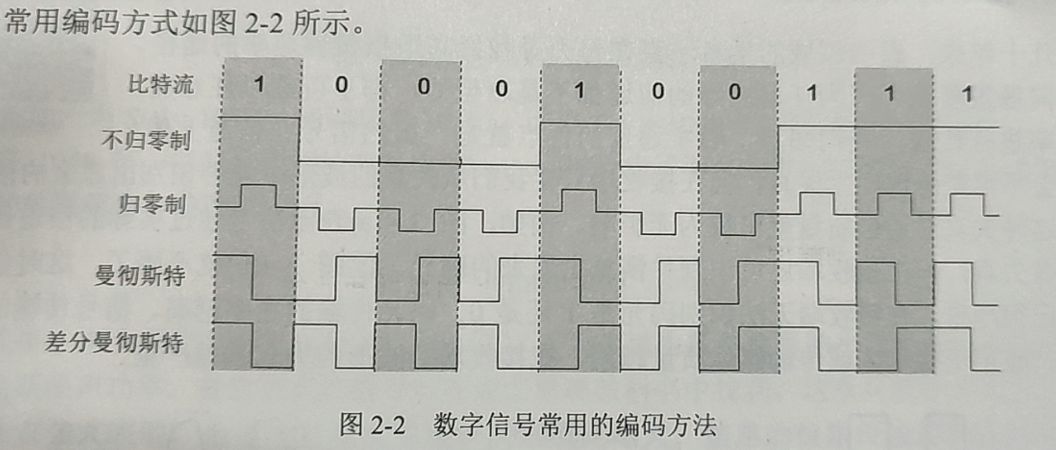 常用编码方式如图 2-2 所示。
比特流 1 0 0 0 1 0 0 1 1 1
不归零制
归零制
曼彻斯特
差分曼彻斯特
图 2-2 数字信号常用的编码方法